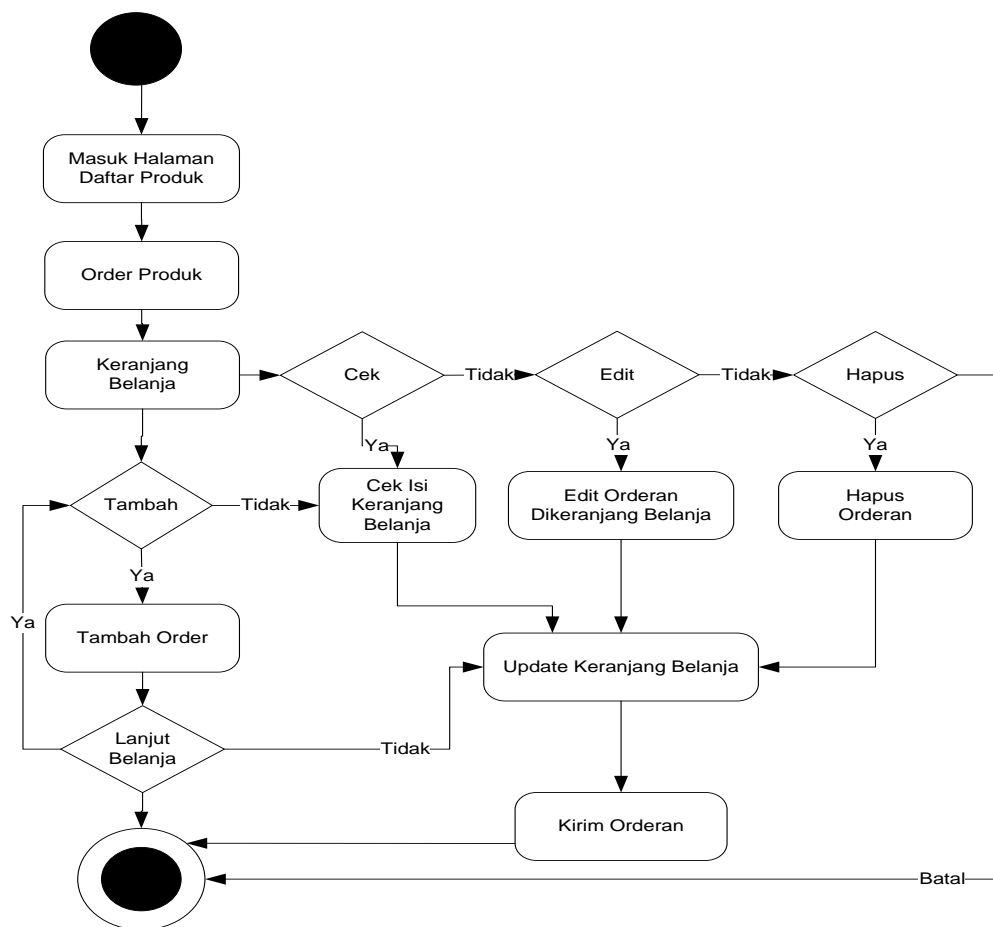 Masuk Halaman
Daftar Produk
Order Produk
Keranjang
Belanja
Cek
Tidak
Edit
Tidak
Hapus
Ya
Ya
Ya
Tambah
Tidak
Cek Isi
Keranjang
Belanja
Edit Orderan
Dikeranjang Belanja
Hapus
Orderan
Ya
Ya
Tambah Order
Update Keranjang Belanja
Lanjut
Belanja
Tidak
Kirim Orderan
Batal